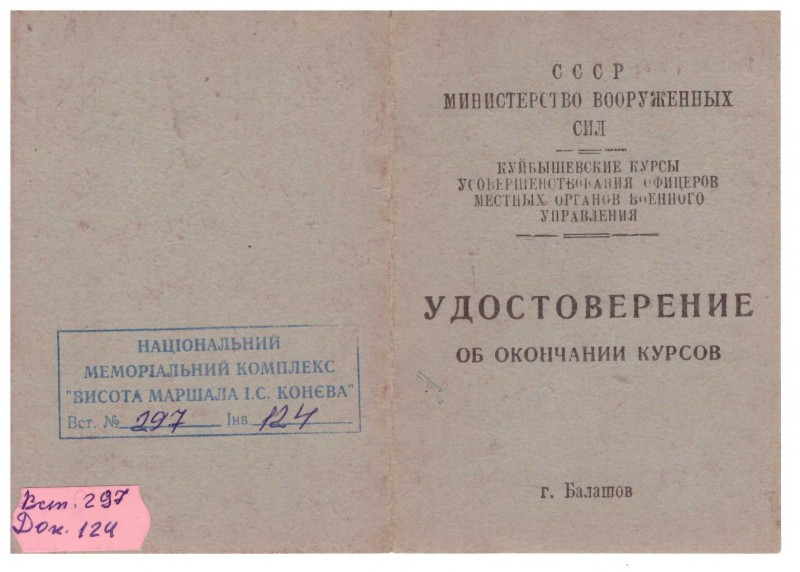 НАЦІОНАЛЬНИЙ
МЕМОРІАЛЬНИЙ КОМПЛЕКС
"ВИСОТА МАРШАЛА І.С. КОНЄВА"
Вст. № 297 Інв. 124
Вст. 297
Док. 124
СССР
МИНИСТЕРСТВО ВООРУЖЕННЫХ
СИЛ
КУЙБЫШЕВСКИЕ КУРСЫ
УСОВЕРШЕНСТВОВАНИЯ ОФИЦЕРОВ
МЕСТНЫХ ОРГАНОВ ВОЕННОГО
УПРАВЛЕНИЯ
УДОСТОВЕРЕНИЕ
ОБ ОКОНЧАНИИ КУРСОВ
г. Балашов